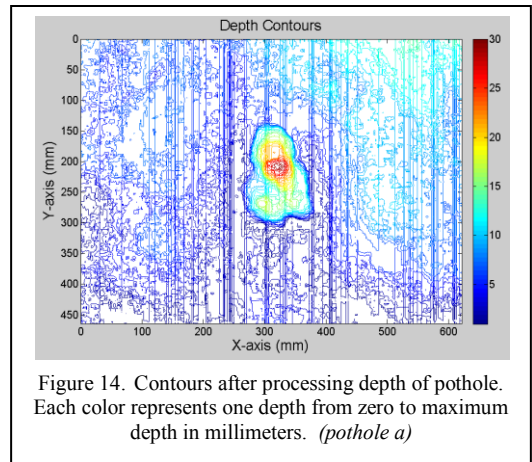 Depth Contours
0
50
100
150
200
250
300
350
400
450
Y-axis (mm)
0 100 200 300 400 500 600
X-axis (mm)
30
25
20
15
10
5
Figure 14. Contours after processing depth of pothole.
Each color represents one depth from zero to maximum
depth in millimeters. (pothole a)